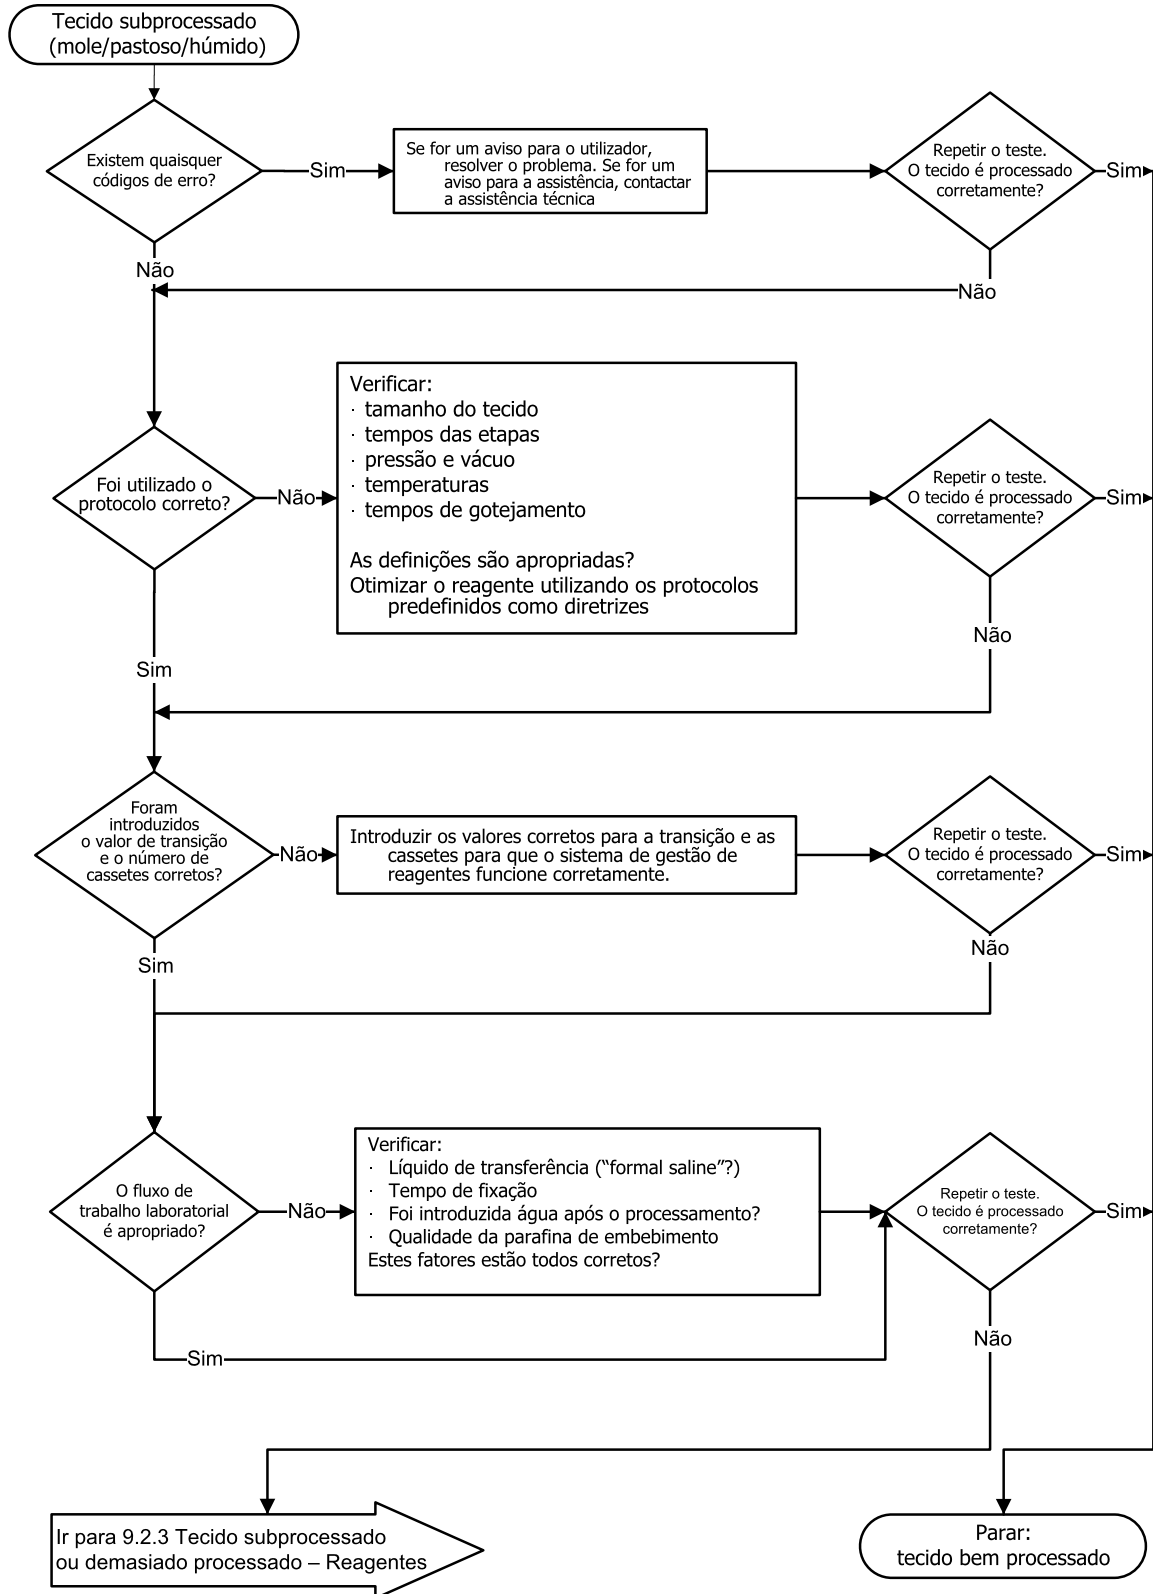 Tecido subprocessado
(mole/pastoso/húmido)
Existem quaisquer
códigos de erro?
Sim
Se for um aviso para o utilizador,
resolver o problema. Se for um
aviso para a assistência, contactar
a assistência técnica
Repetir o teste.
O tecido é processado
corretamente?
Sim
Não
Não
Foi utilizado o
protocolo correto?
Não
Verificar:
· tamanho do tecido
· tempos das etapas
· pressão e vácuo
· temperaturas
· tempos de gotejamento
As definições são apropriadas?
Otimizar o reagente utilizando os protocolos
predefinidos como diretrizes
Repetir o teste.
O tecido é processado
corretamente?
Sim
Não
Sim
Foram
introduzidos
o valor de transição
e o número de
cassetes corretos?
Não
Introduzir os valores corretos para a transição e as
cassetes para que o sistema de gestão de
reagentes funcione corretamente.
Repetir o teste.
O tecido é processado
corretamente?
Sim
Não
Sim
O fluxo de
trabalho laboratorial
é apropriado?
Não
Verificar:
· Líquido de transferência (“formal saline”?)
· Tempo de fixação
· Foi introduzida água após o processamento?
· Qualidade da parafina de embebimento
Estes fatores estão todos corretos?
Repetir o teste.
O tecido é processado
corretamente?
Sim
Não
Sim
Ir para 9.2.3 Tecido subprocessado
ou demasiado processado – Reagentes
Parar:
tecido bem processado